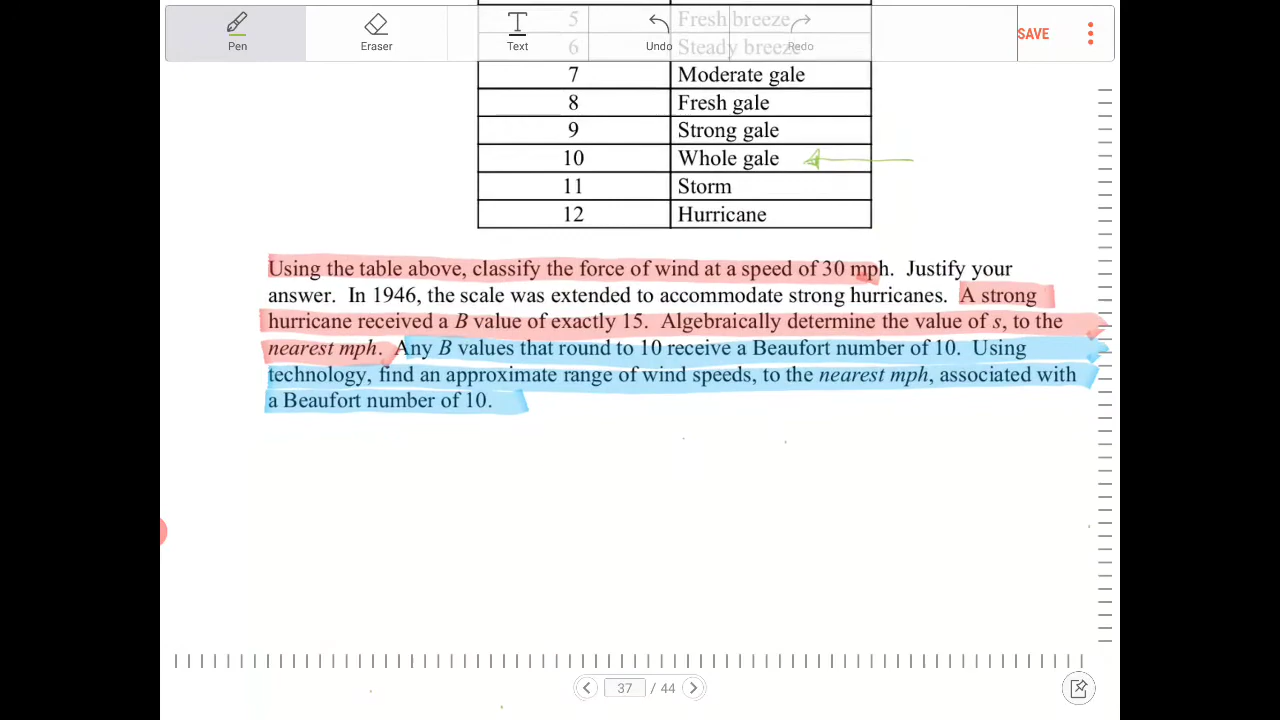 Pen
Eraser
Text
Undo
Redo
SAVE
5 Fresh breeze
6 Steady breeze
7 Moderate gale
8 Fresh gale
9 Strong gale
10 Whole gale
11 Storm
12 Hurricane
Using the table above, classify the force of wind at a speed of 30 mph. Justify your
answer. In 1946, the scale was extended to accommodate strong hurricanes. A strong
hurricane received a B value of exactly 15. Algebraically determine the value of s, to the
nearest mph. Any B values that round to 10 receive a Beaufort number of 10. Using
technology, find an approximate range of wind speeds, to the nearest mph, associated with
a Beaufort number of 10.
37 / 44